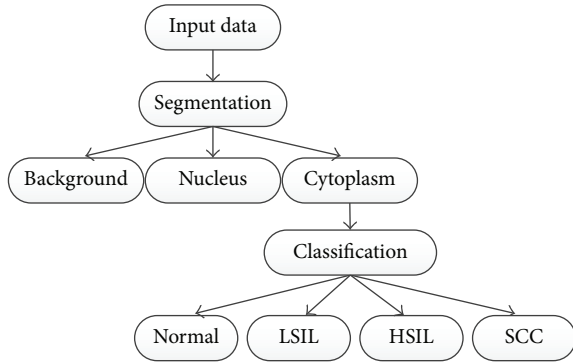 Input data
Segmentation
Background
Nucleus
Cytoplasm
Classification
Normal
LSIL
HSIL
SCC